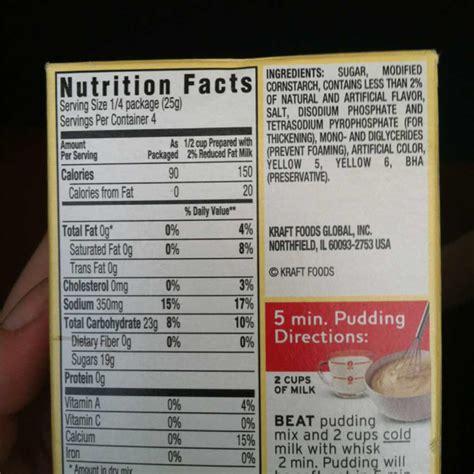 Nutrition Facts
Serving Size 1/4 package (25g)
Servings Per Container 4
Amount Per Serving As Packaged 1/2 cup Prepared with 2% Reduced Fat Milk
Calories 90 150
Calories from Fat 0 20
% Daily Value**
Total Fat 0g* 0% 4%
Saturated Fat 0g 0% 8%
Trans Fat 0g
Cholesterol 0mg 0% 3%
Sodium 350mg 15% 17%
Total Carbohydrate 23g 8% 10%
Dietary Fiber 0g 0% 0%
Sugars 19g
Protein 0g
Vitamin A 0% 4%
Vitamin C 0% 0%
Calcium 0% 15%
Iron 0% 0%
* Amount in dry mix
INGREDIENTS: SUGAR, MODIFIED
CORNSTARCH, CONTAINS LESS THAN 2%
OF NATURAL AND ARTIFICIAL FLAVOR,
SALT, DISODIUM PHOSPHATE AND
TETRASODIUM PYROPHOSPHATE (FOR
THICKENING), MONO- AND DIGLYCERIDES
(PREVENT FOAMING), ARTIFICIAL COLOR,
YELLOW 5, YELLOW 6, BHA
(PRESERVATIVE).
KRAFT FOODS GLOBAL, INC.
NORTHFIELD, IL 60093-2753 USA
© KRAFT FOODS
5 min. Pudding
Directions:
2 CUPS
OF MILK
BEAT pudding
mix and 2 cups cold
milk with whisk
2 min. Pudding will